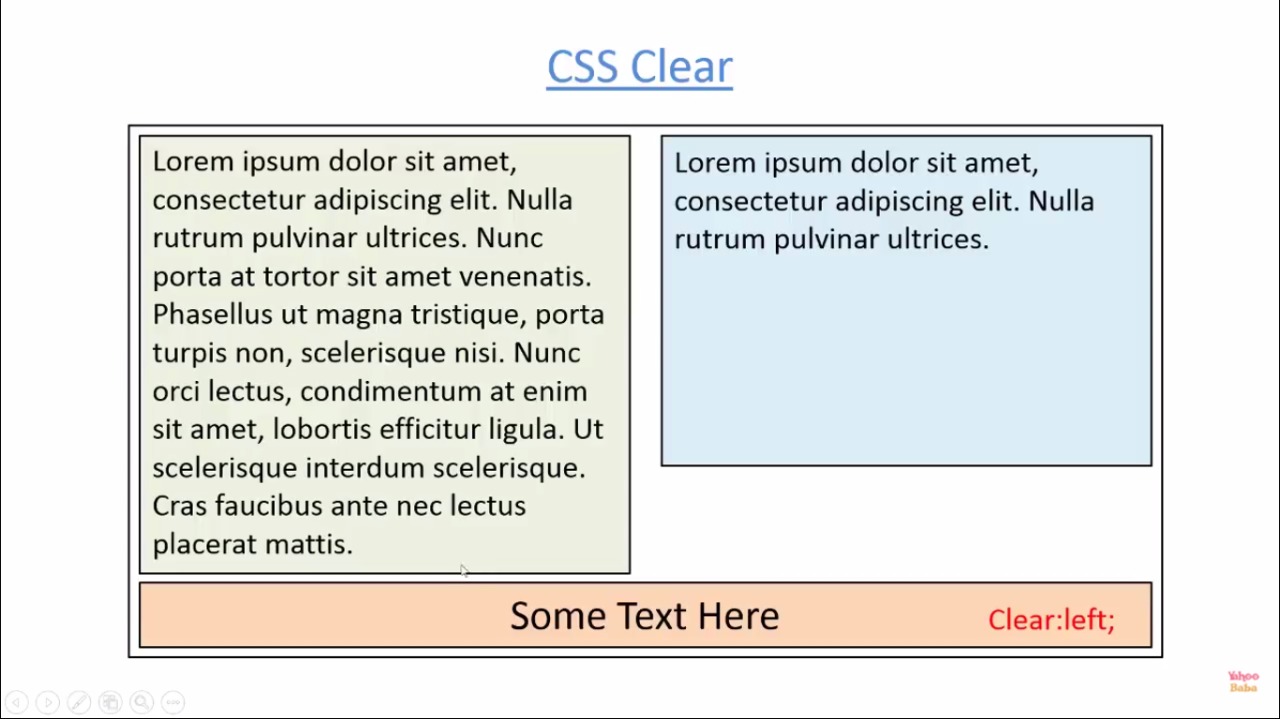 CSS Clear
Lorem ipsum dolor sit amet,
consectetur adipiscing elit. Nulla
rutrum pulvinar ultrices. Nunc
porta at tortor sit amet venenatis.
Phasellus ut magna tristique, porta
turpis non, scelerisque nisi. Nunc
orci lectus, condimentum at enim
sit amet, lobortis efficitur ligula. Ut
scelerisque interdum scelerisque.
Cras faucibus ante nec lectus
placerat mattis.
Lorem ipsum dolor sit amet,
consectetur adipiscing elit. Nulla
rutrum pulvinar ultrices.
Some Text Here
Clear:left;
Yahoo
Baba